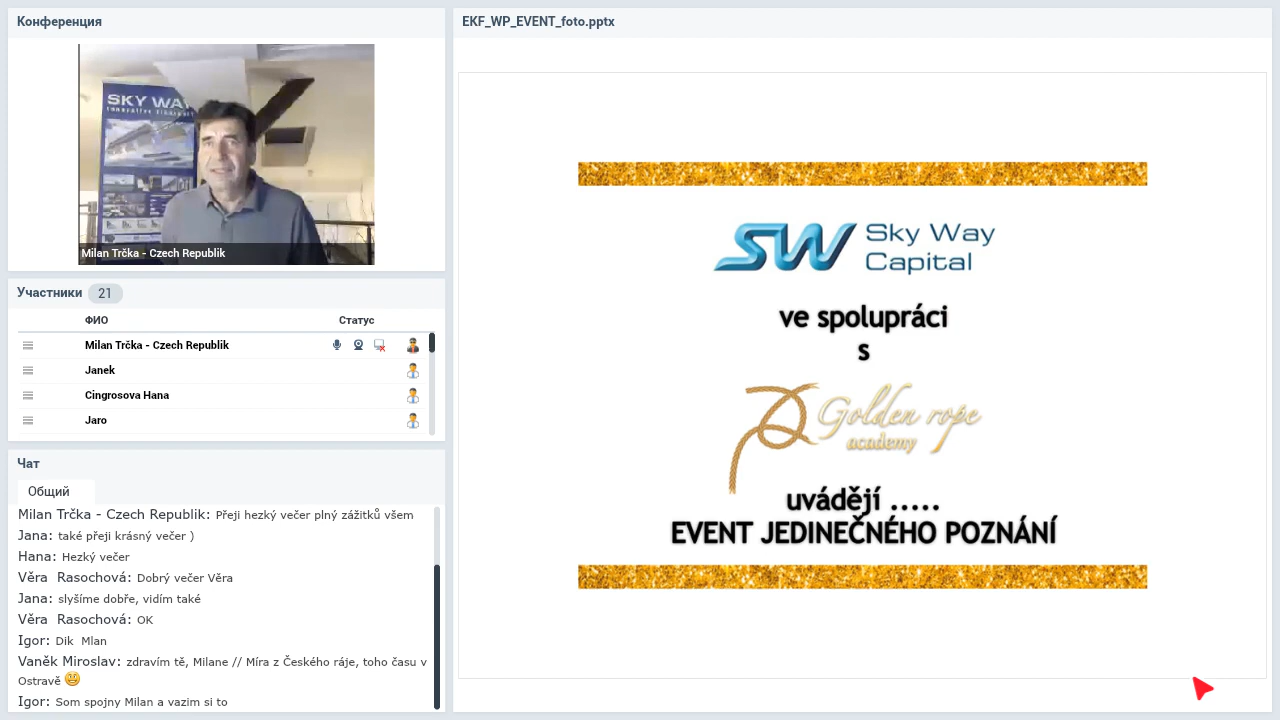 Конференция
SKY WAY
innovative transport
Milan Trčka - Czech Republik
Участники 21
ФИО Статус
Milan Trčka - Czech Republik
Janek
Cingrosova Hana
Jaro
Чат
Общий
Milan Trčka - Czech Republik: Přeji hezký večer plný zážitků všem
Jana: také přeji krásný večer )
Hana: Hezký večer
Věra Rasochová: Dobrý večer Věra
Jana: slyšíme dobře, vidím také
Věra Rasochová: OK
Igor: Dik Mlan
Vaněk Miroslav: zdravím tě, Milane // Míra z Českého ráje, toho času v
Ostravě
Igor: Som spojny Milan a vazim si to
EKF_WP_EVENT_foto.pptx
SW Sky Way
Capital
ve spolupráci
s
Golden rope
academy
uvádějí .....
EVENT JEDINEČNÉHO POZNÁNÍ